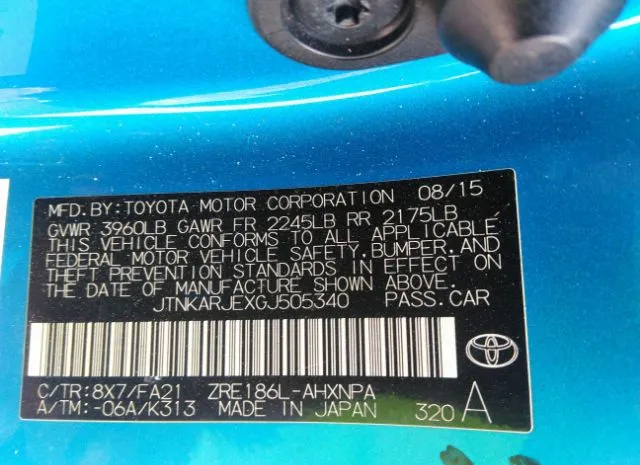 MFD.BY:TOYOTA MOTOR CORPORATION 08/15
GVWR 3960LB GAWR FR 2245LB RR 2175LB
THIS VEHICLE CONFORMS TO ALL APPLICABLE
FEDERAL MOTOR VEHICLE SAFETY,BUMPER,AND
THEFT PREVENTION STANDARDS IN EFFECT ON
THE DATE OF MANUFACTURE SHOWN ABOVE.
JTNKARJEXGJ505340 PASS.CAR
C/TR:8X7/FA21 ZRE186L-AHXNPA
A/TM:-06A/K313 MADE IN JAPAN 320 A